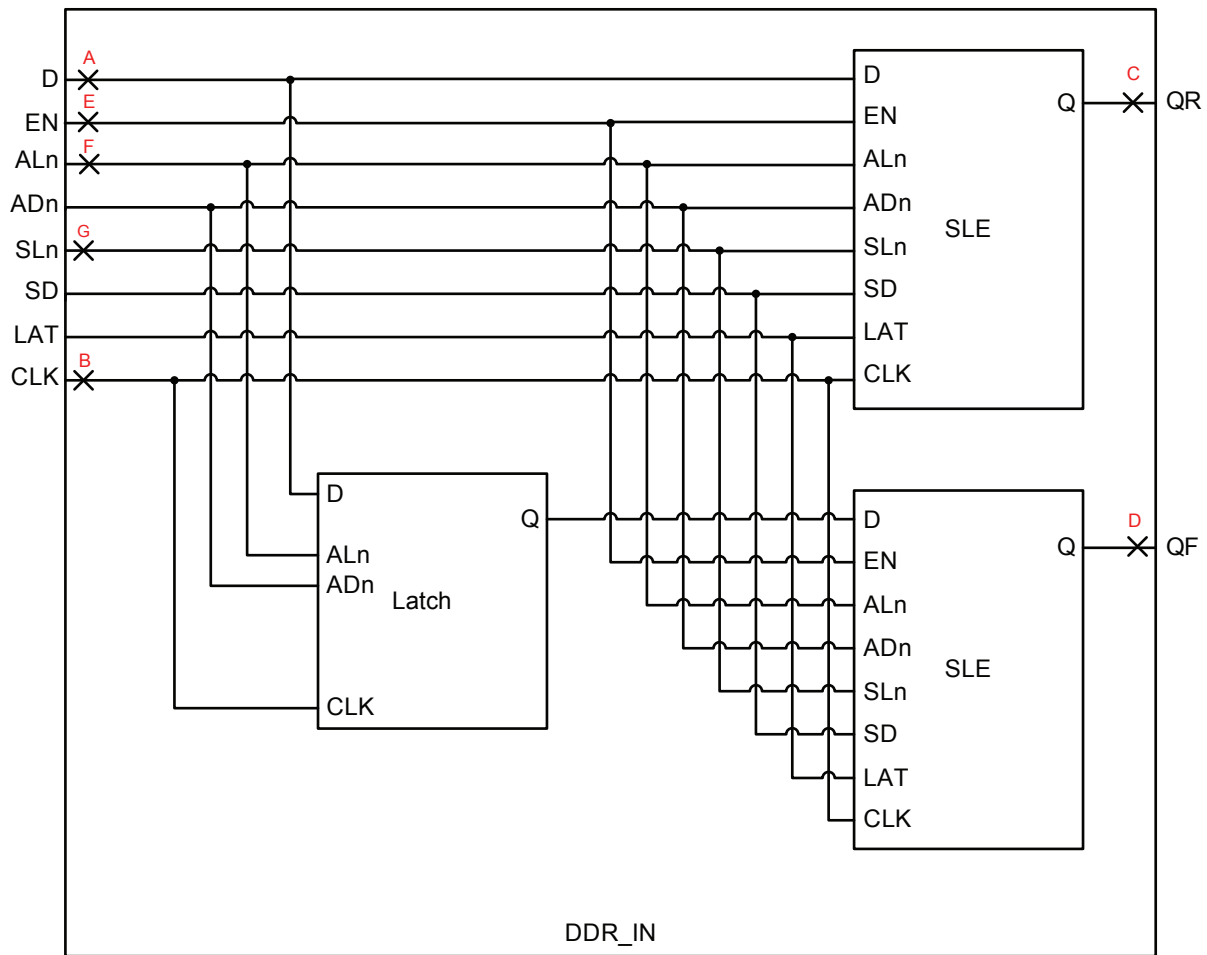 A
D
D
C
E
Q
QR
EN
EN
F
ALn
ALn
ADn
ADn
G
SLE
SLn
SLn
SD
SD
LAT
LAT
B
CLK
CLK
D
Q
D
D
Q
QF
ALn
EN
ADn
Latch
ALn
ADn
SLE
SLn
CLK
SD
LAT
CLK
DDR_IN